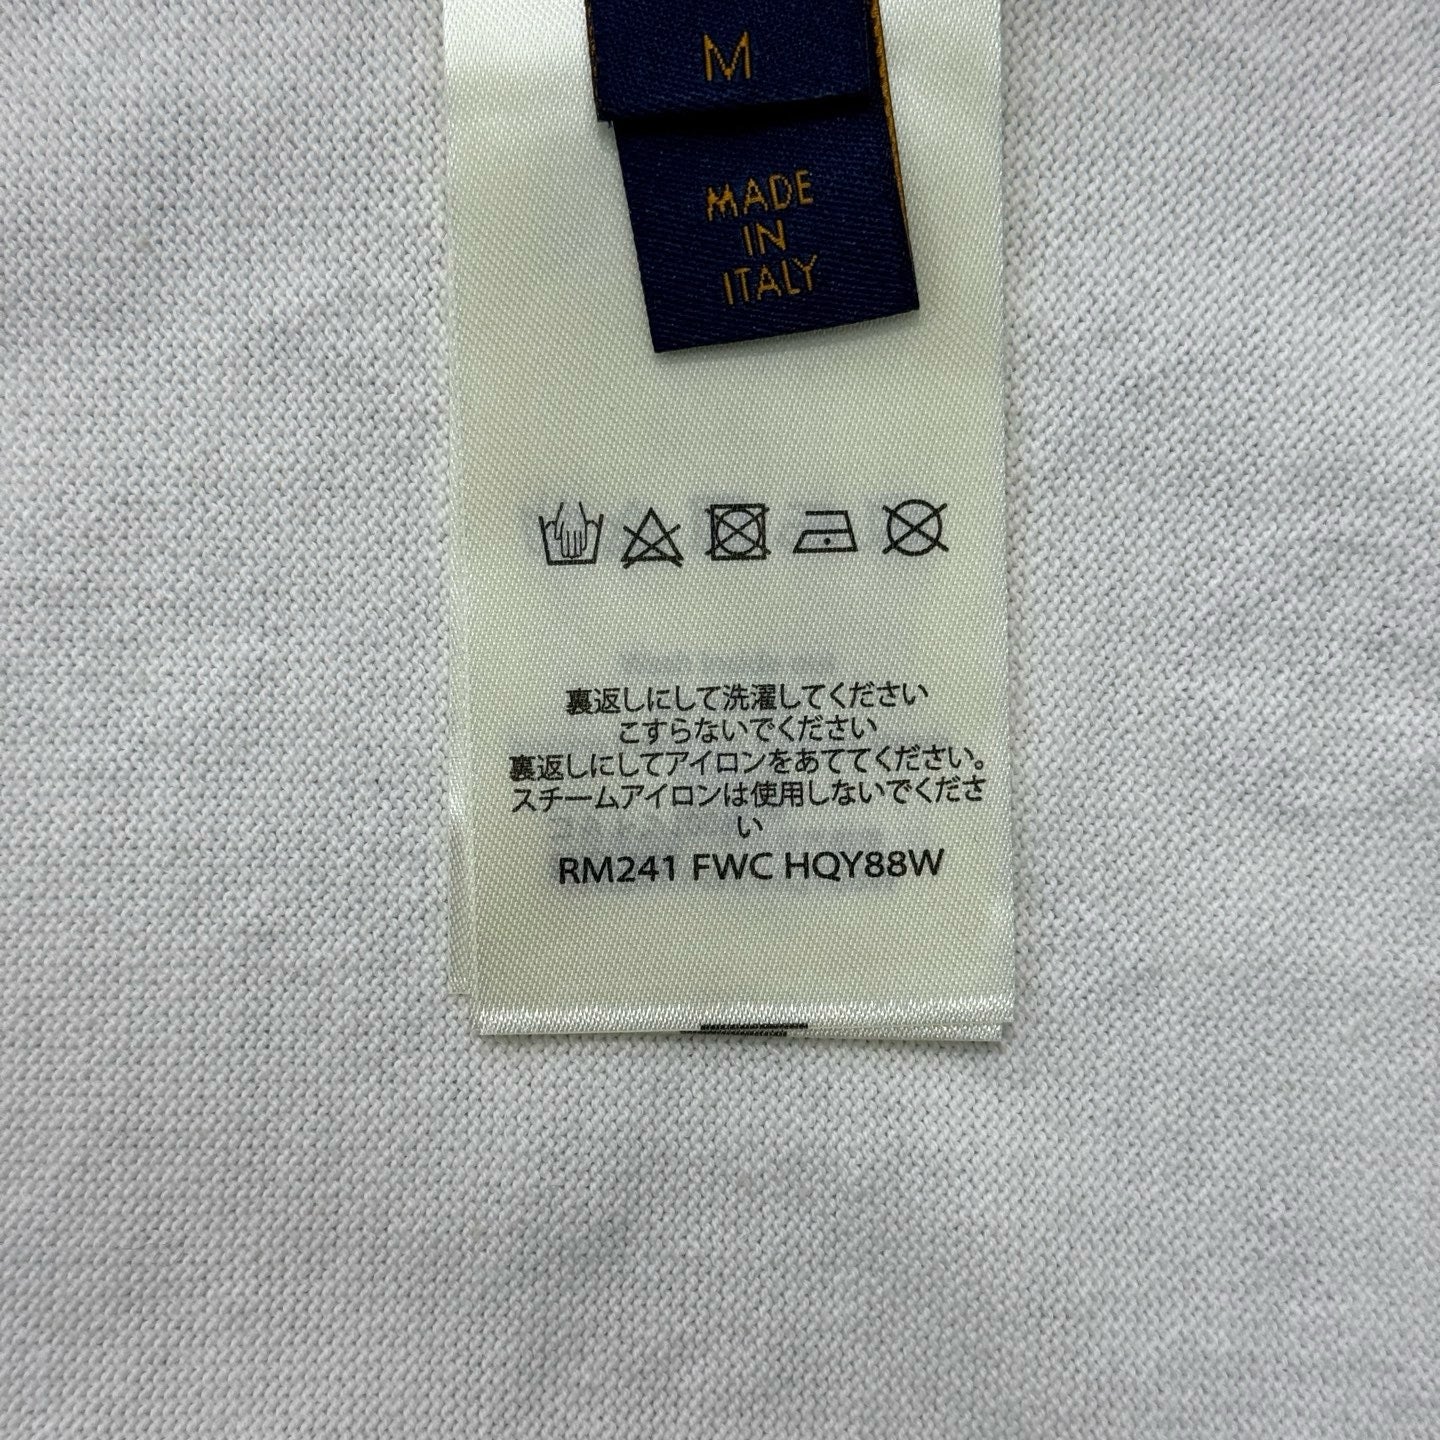 M
MADE
IN
ITALY
裏返しにして洗濯してください
こすらないでください
裏返しにしてアイロンをあててください。
スチームアイロンは使用しないでくださ
い
RM241 FWC HQY88W